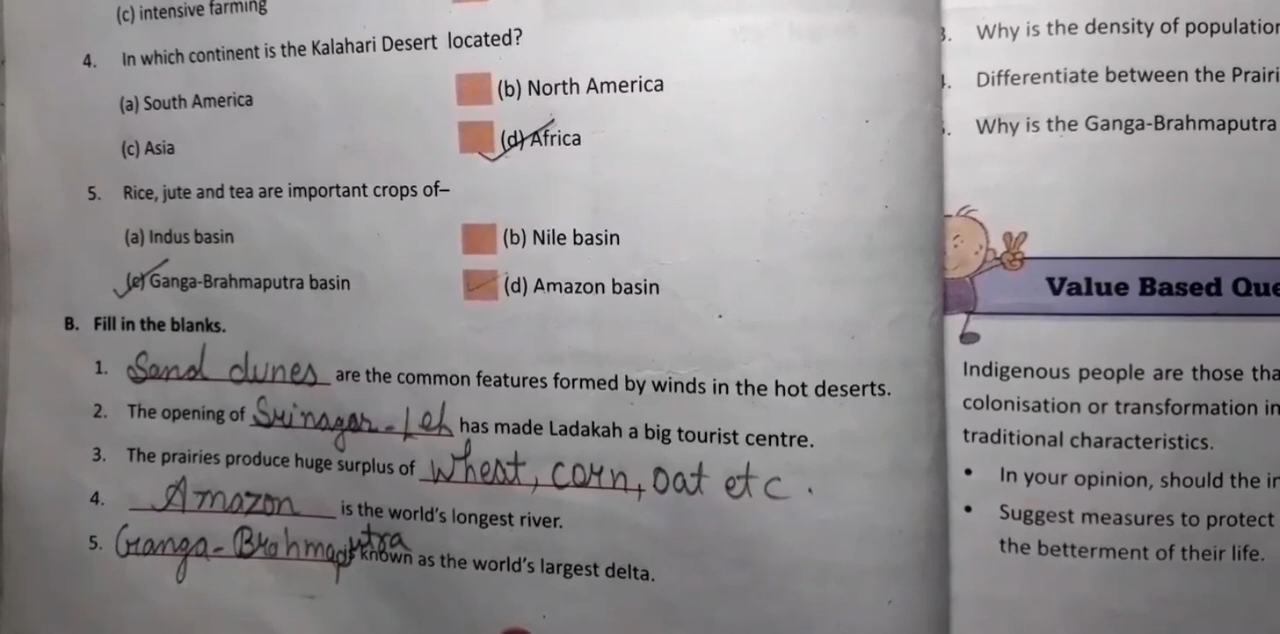 (c) intensive farming
4. In which continent is the Kalahari Desert located?
(a) South America (b) North America
(c) Asia (d) Africa
5. Rice, jute and tea are important crops of–
(a) Indus basin (b) Nile basin
(c) Ganga-Brahmaputra basin (d) Amazon basin
B. Fill in the blanks.
1. Sand dunes are the common features formed by winds in the hot deserts.
2. The opening of Srinagar-Leh has made Ladakah a big tourist centre.
3. The prairies produce huge surplus of wheat, corn, oat etc.
4. Amazon is the world's longest river.
5. Ganga-Brahmaputra known as the world's largest delta.
3. Why is the density of population
Differentiate between the Prairi
Why is the Ganga-Brahmaputra
Value Based Que
Indigenous people are those tha
colonisation or transformation in
traditional characteristics.
• In your opinion, should the in
• Suggest measures to protect
the betterment of their life.